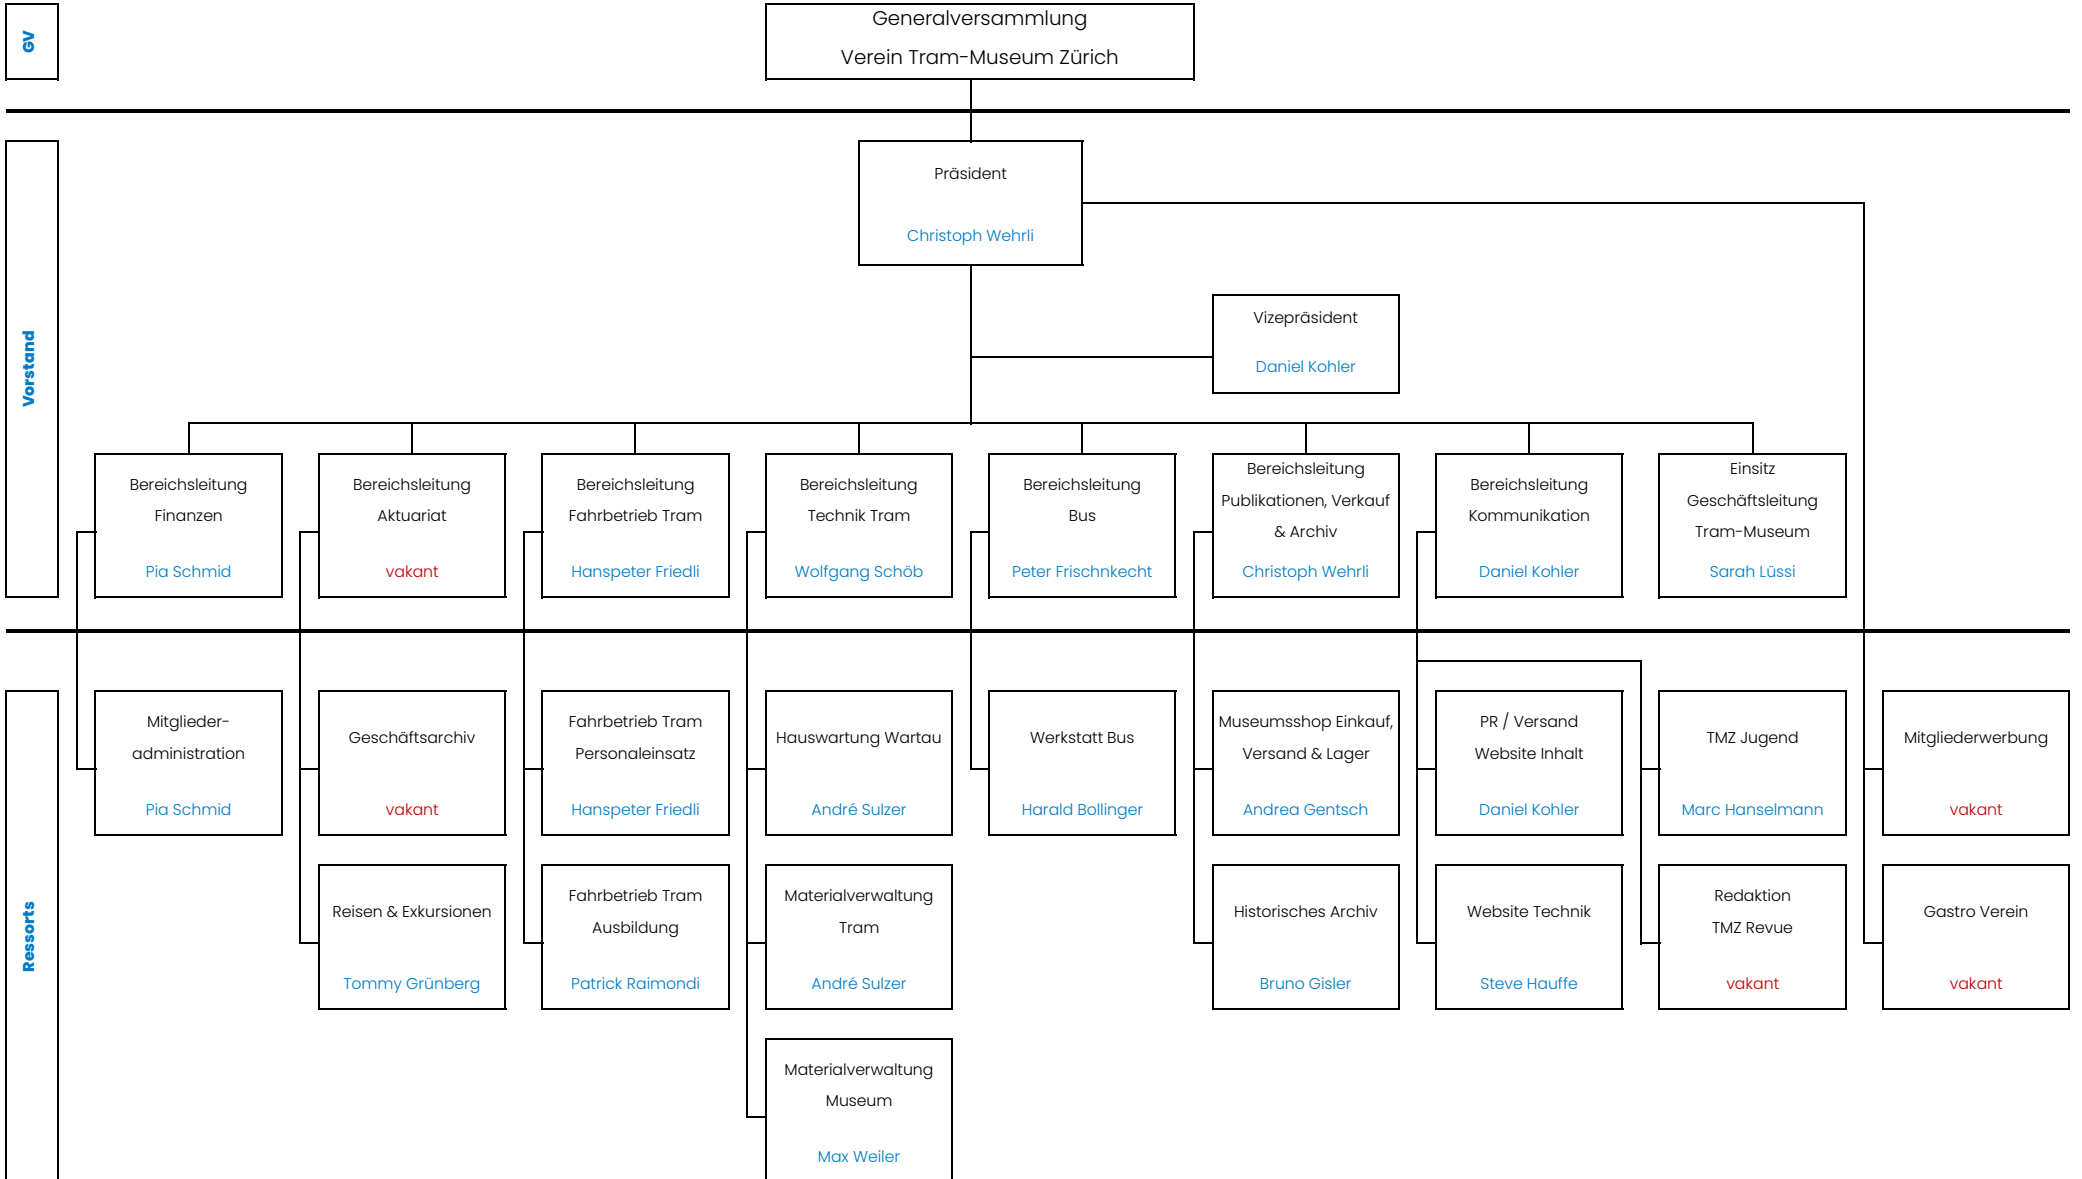 GV
Generalversammlung
Verein Tram-Museum Zürich
Vorstand
Präsident
Christoph Wehrli
Vizepräsident
Daniel Kohler
Bereichsleitung
Finanzen
Pia Schmid
Bereichsleitung
Aktuariat
vakant
Bereichsleitung
Fahrbetrieb Tram
Hanspeter Friedli
Bereichsleitung
Technik Tram
Wolfgang Schöb
Bereichsleitung
Bus
Peter Frischnkecht
Bereichsleitung
Publikationen, Verkauf
& Archiv
Christoph Wehrli
Bereichsleitung
Kommunikation
Daniel Kohler
Einsitz
Geschäftsleitung
Tram-Museum
Sarah Lüssi
Ressorts
Mitglieder-
administration
Pia Schmid
Geschäftsarchiv
vakant
Fahrbetrieb Tram
Personaleinsatz
Hanspeter Friedli
Hauswartung Wartau
André Sulzer
Werkstatt Bus
Harald Bollinger
Museumsshop Einkauf,
Versand & Lager
Andrea Gentsch
PR / Versand
Website Inhalt
Daniel Kohler
TMZ Jugend
Marc Hanselmann
Mitgliederwerbung
vakant
Reisen & Exkursionen
Tommy Grünberg
Fahrbetrieb Tram
Ausbildung
Patrick Raimondi
Materialverwaltung
Tram
André Sulzer
Historisches Archiv
Bruno Gisler
Website Technik
Steve Hauffe
Redaktion
TMZ Revue
vakant
Gastro Verein
vakant
Materialverwaltung
Museum
Max Weiler